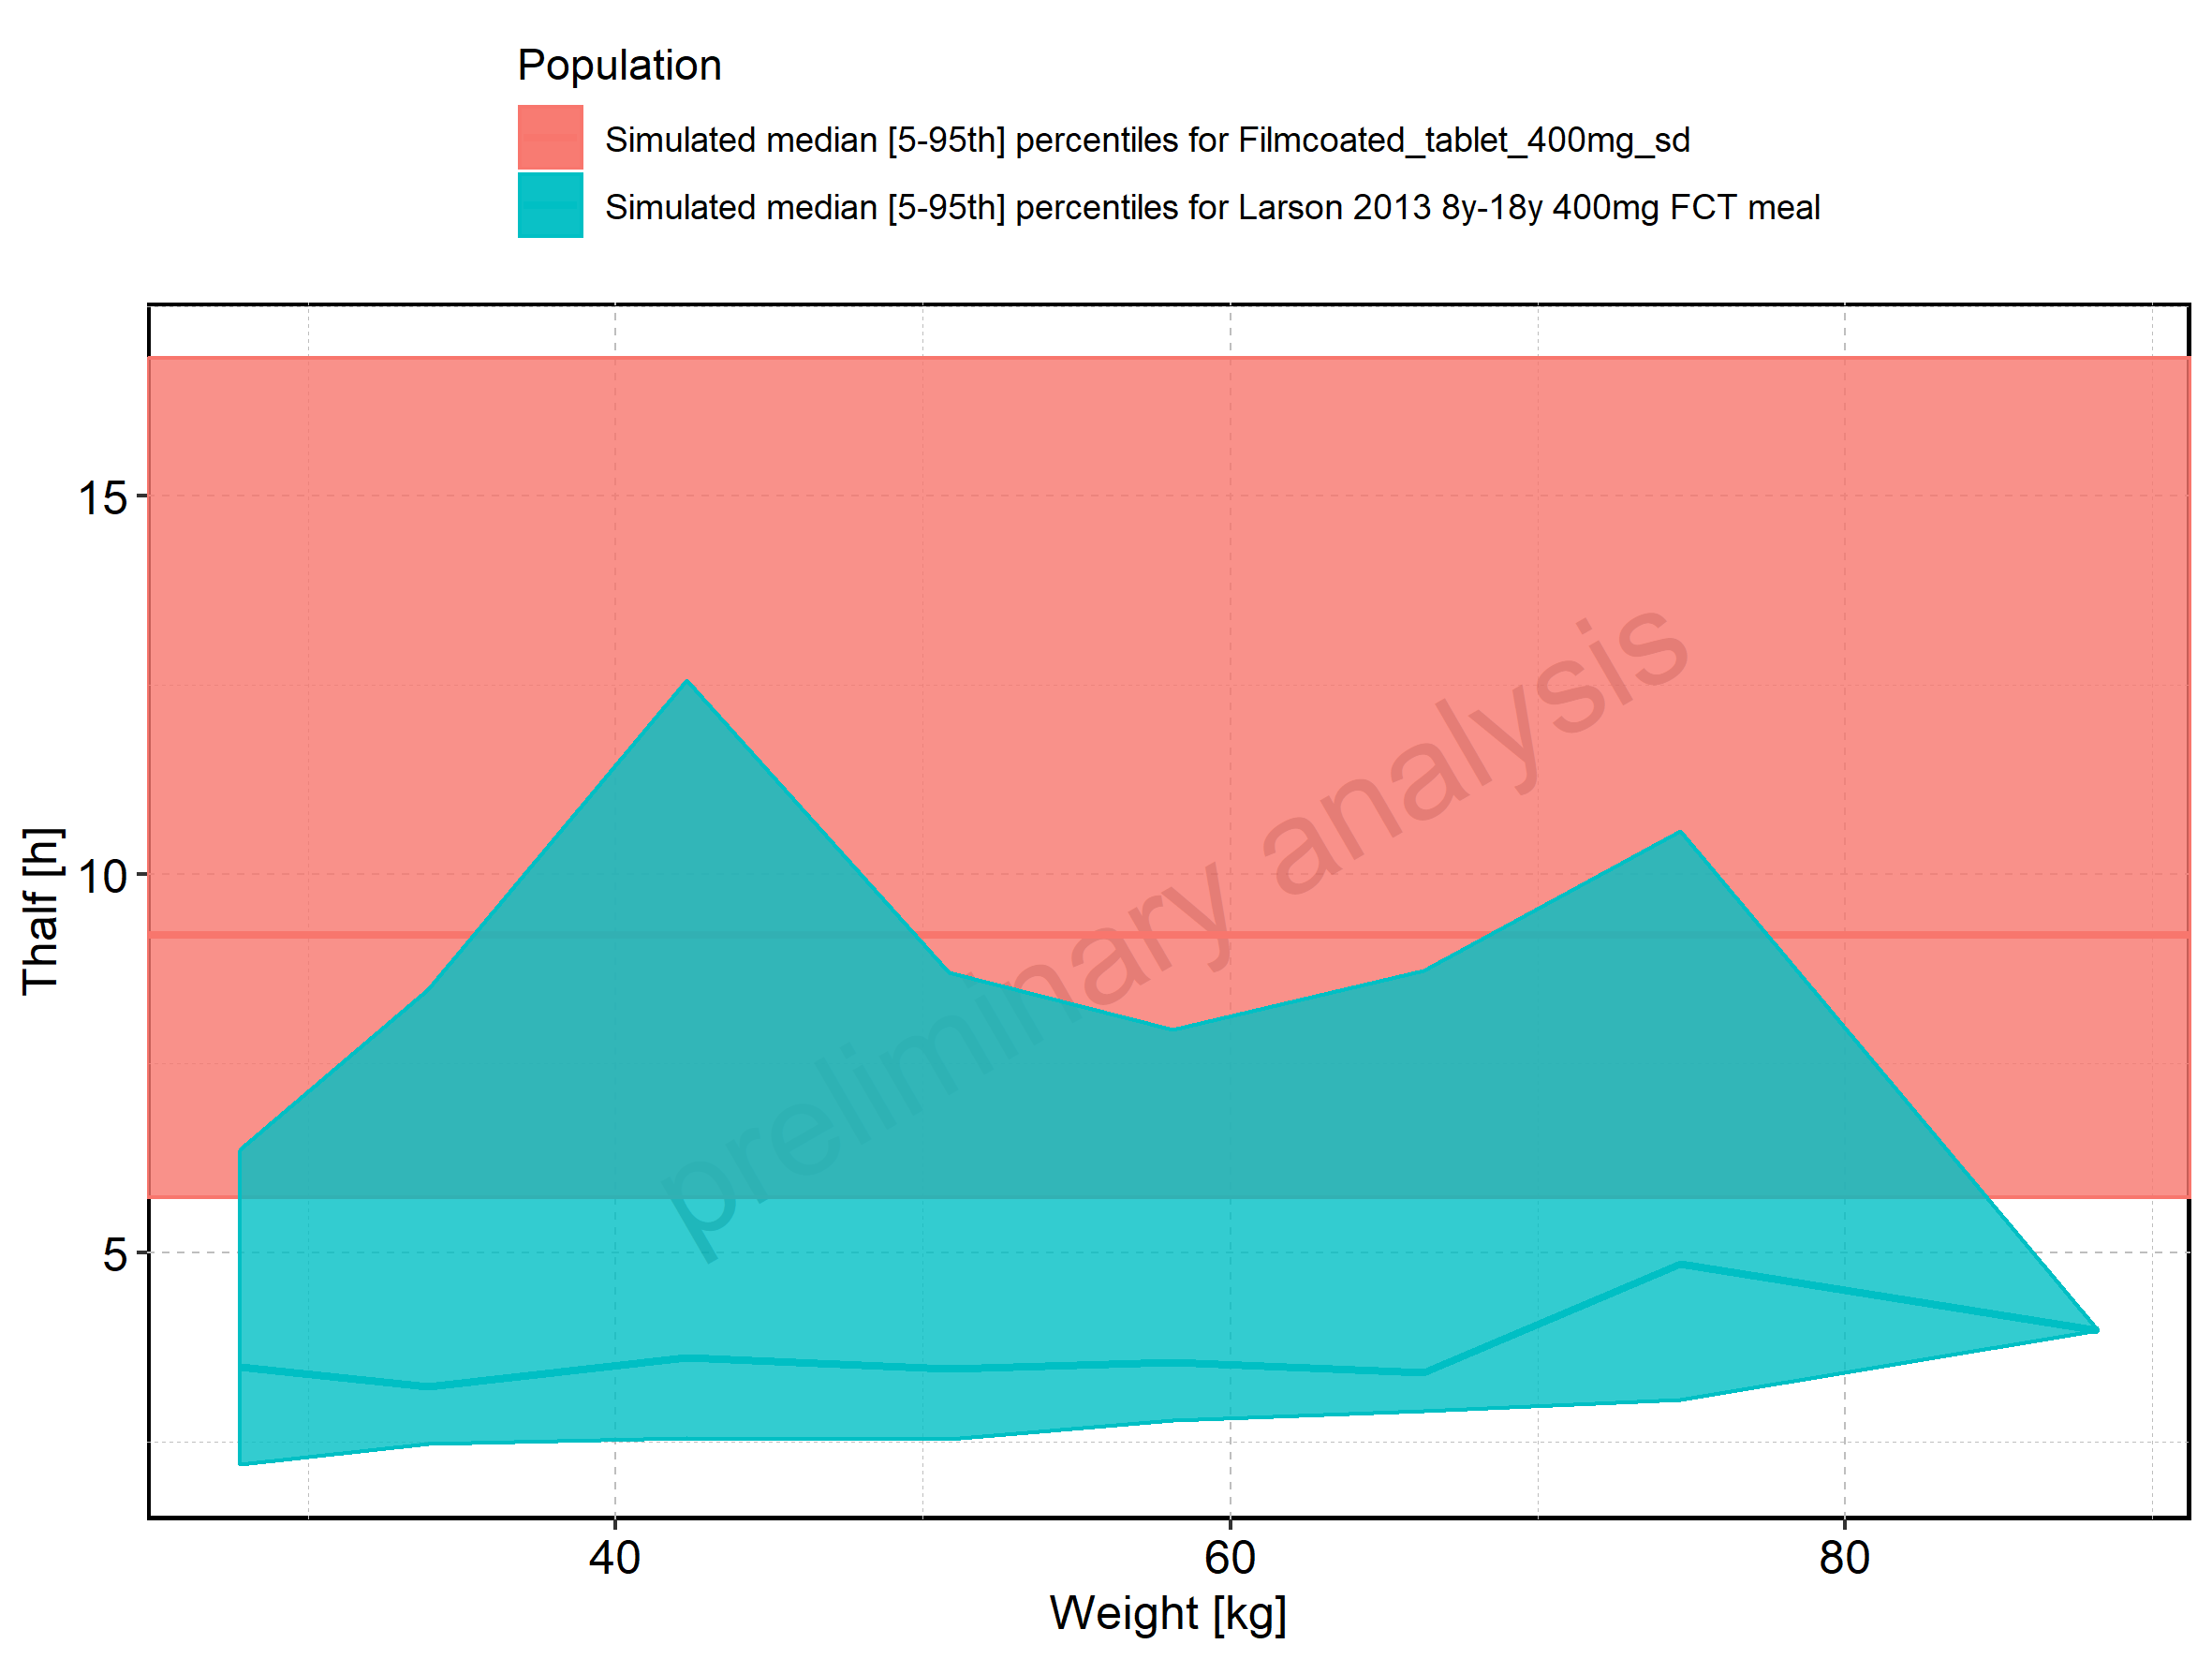 Population
Simulated median [5-95th] percentiles for Filmcoated_tablet_400mg_sd
Simulated median [5-95th] percentiles for Larson 2013 8y-18y 400mg FCT meal
15
10
5
Thalf [h]
preliminary analysis
40 60 80
Weight [kg]